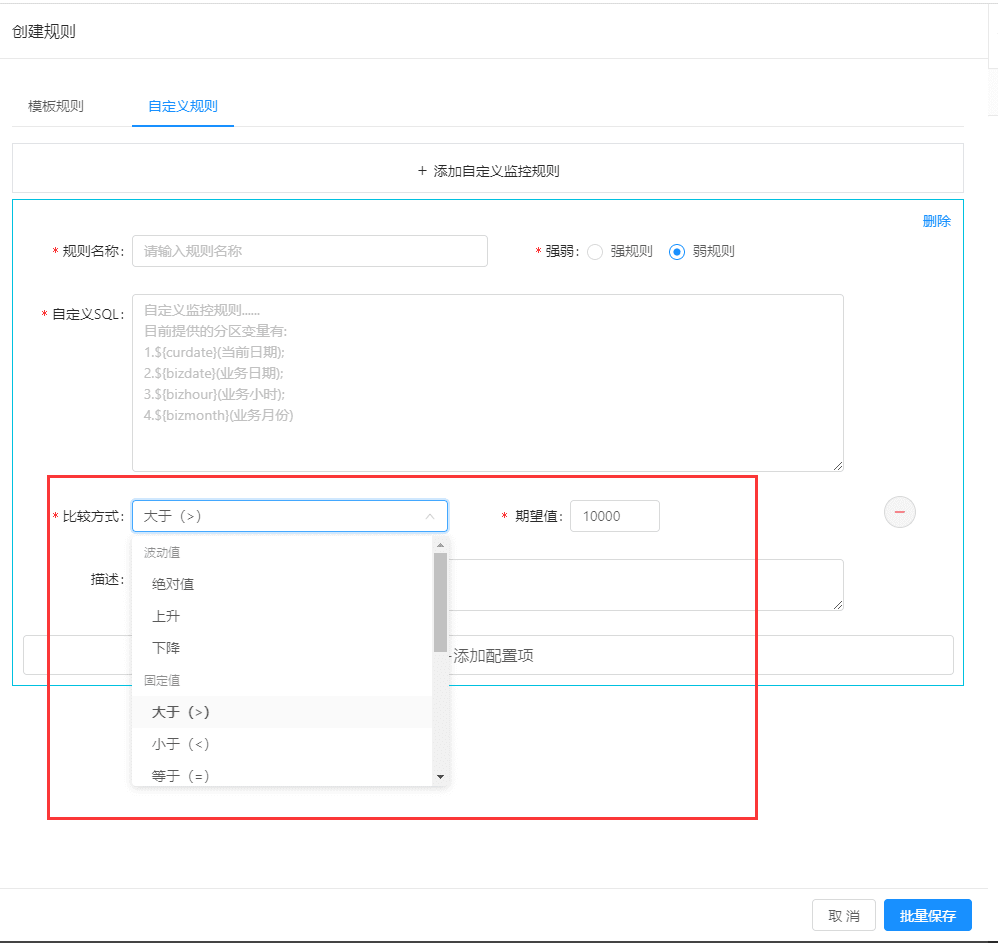 创建规则
模板规则 自定义规则
+ 添加自定义监控规则
删除
* 规则名称: 请输入规则名称 * 强弱: 强规则 弱规则
* 自定义SQL: 自定义监控规则......
目前提供的分区变量有:
1.${curdate}(当前日期);
2.${bizdate}(业务日期);
3.${bizhour}(业务小时);
4.${bizmonth}(业务月份)
* 比较方式: 大于（>） * 期望值: 10000
波动值
描述:
绝对值
上升
下降
添加配置项
固定值
大于（>）
小于（<）
等于（=）
取 消 批量保存